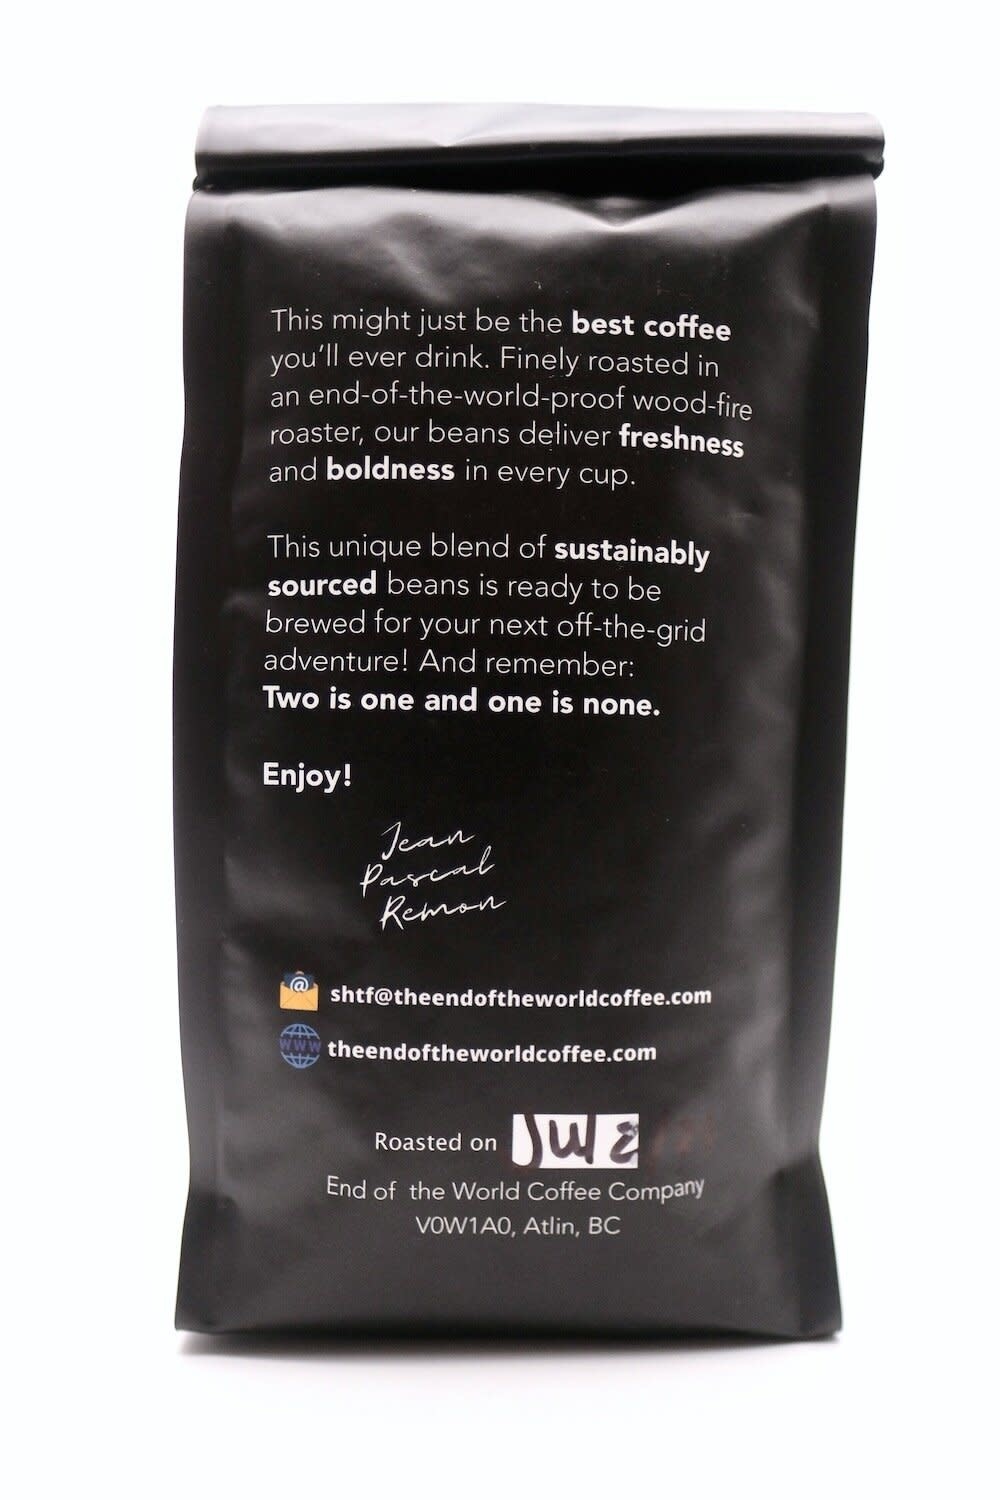 This might just be the best coffee
you'll ever drink. Finely roasted in
an end-of-the-world-proof wood-fire
roaster, our beans deliver freshness
and boldness in every cup.
This unique blend of sustainably
sourced beans is ready to be
brewed for your next off-the-grid
adventure! And remember:
Two is one and one is none.
Enjoy!
Jean
Pascal
Remon
@ shtf@theendoftheworldcoffee.com
WWW theendoftheworldcoffee.com
Roasted on Jul 2
End of the World Coffee Company
V0W1A0, Atlin, BC